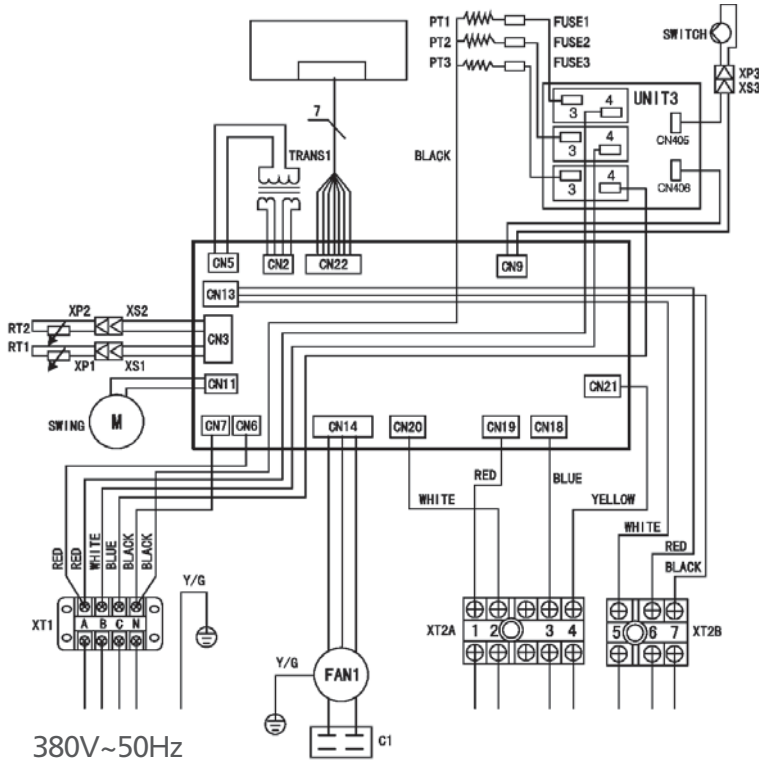 PT1 FUSE1
PT2 FUSE2
PT3 FUSE3
SWITCH
XP3
XS3
UNIT3
3 4
3 4
3 4
CN405
CN406
7
TRANS1
BLACK
CN5 CN2 CN22 CN9
CN13
XP2 XS2
RT2
CN3
RT1
XP1 XS1
CN11
CN21
M
SWING
CN7 CN6 CN14 CN20 CN19 CN18
RED
BLUE
WHITE
YELLOW
WHITE
RED
BLACK
RED
RED
WHITE
BLUE
BLACK
BLACK
Y/G
XT1 A B C N
XT2A 1 2 3 4
5 6 7 XT2B
Y/G
FAN1
C1
380V~50Hz